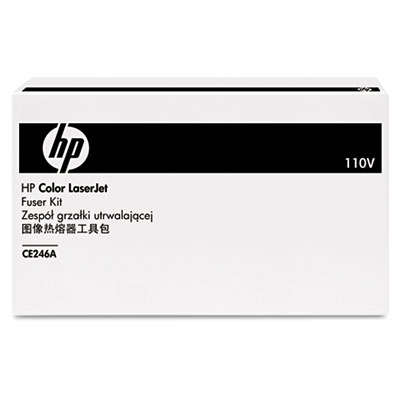 hp
110V
HP Color LaserJet
Fuser Kit
Zespół grzałki utrwalającej
图像热熔器工具包
CE246A